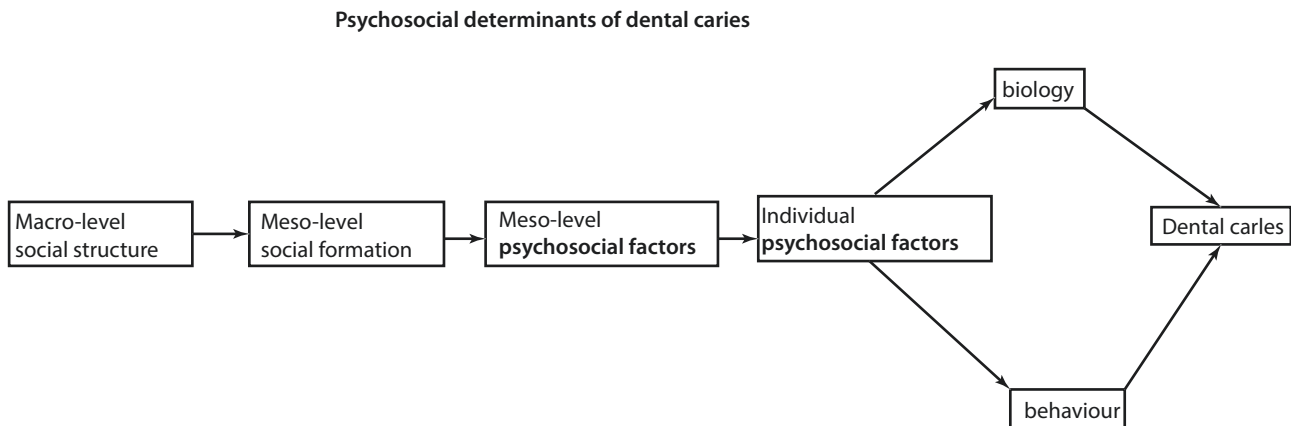 Psychosocial determinants of dental caries
Macro-level
social structure
Meso-level
social formation
Meso-level
psychosocial factors
Individual
psychosocial factors
biology
behaviour
Dental carles